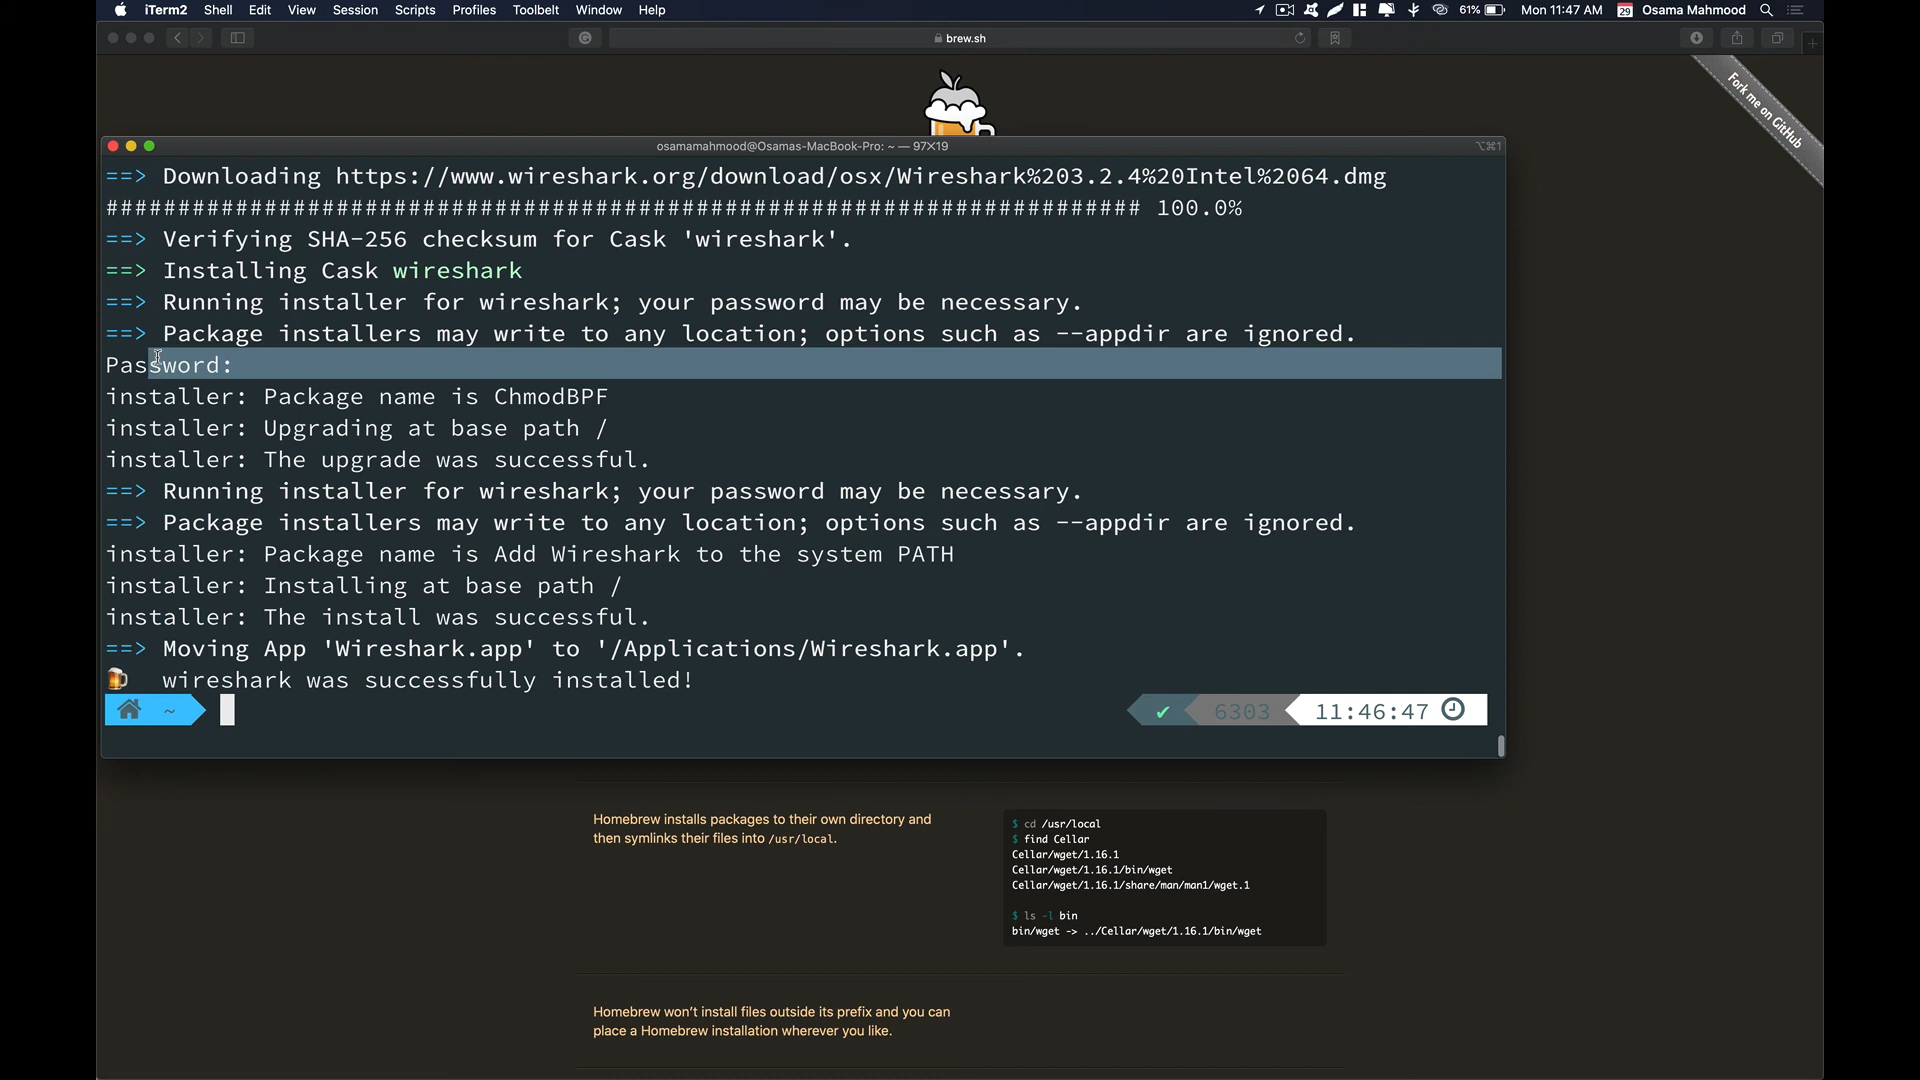 iTerm2 Shell Edit View Session Scripts Profiles Toolbelt Window Help 61% Mon 11:47 AM 29 Osama Mahmood
brew.sh
Fork me on GitHub
osamamahmood@Osamas-MacBook-Pro: ~ — 97×19 ⌥⌘1
==> Downloading https://www.wireshark.org/download/osx/Wireshark%203.2.4%20Intel%2064.dmg
######################################################################## 100.0%
==> Verifying SHA-256 checksum for Cask 'wireshark'.
==> Installing Cask wireshark
==> Running installer for wireshark; your password may be necessary.
==> Package installers may write to any location; options such as --appdir are ignored.
Password:
installer: Package name is ChmodBPF
installer: Upgrading at base path /
installer: The upgrade was successful.
==> Running installer for wireshark; your password may be necessary.
==> Package installers may write to any location; options such as --appdir are ignored.
installer: Package name is Add Wireshark to the system PATH
installer: Installing at base path /
installer: The install was successful.
==> Moving App 'Wireshark.app' to '/Applications/Wireshark.app'.
🍺 wireshark was successfully installed!
~ ✔ 6303 11:46:47
Homebrew installs packages to their own directory and
then symlinks their files into /usr/local.
$ cd /usr/local
$ find Cellar
Cellar/wget/1.16.1
Cellar/wget/1.16.1/bin/wget
Cellar/wget/1.16.1/share/man/man1/wget.1
$ ls -l bin
bin/wget -> ../Cellar/wget/1.16.1/bin/wget
Homebrew won't install files outside its prefix and you can
place a Homebrew installation wherever you like.